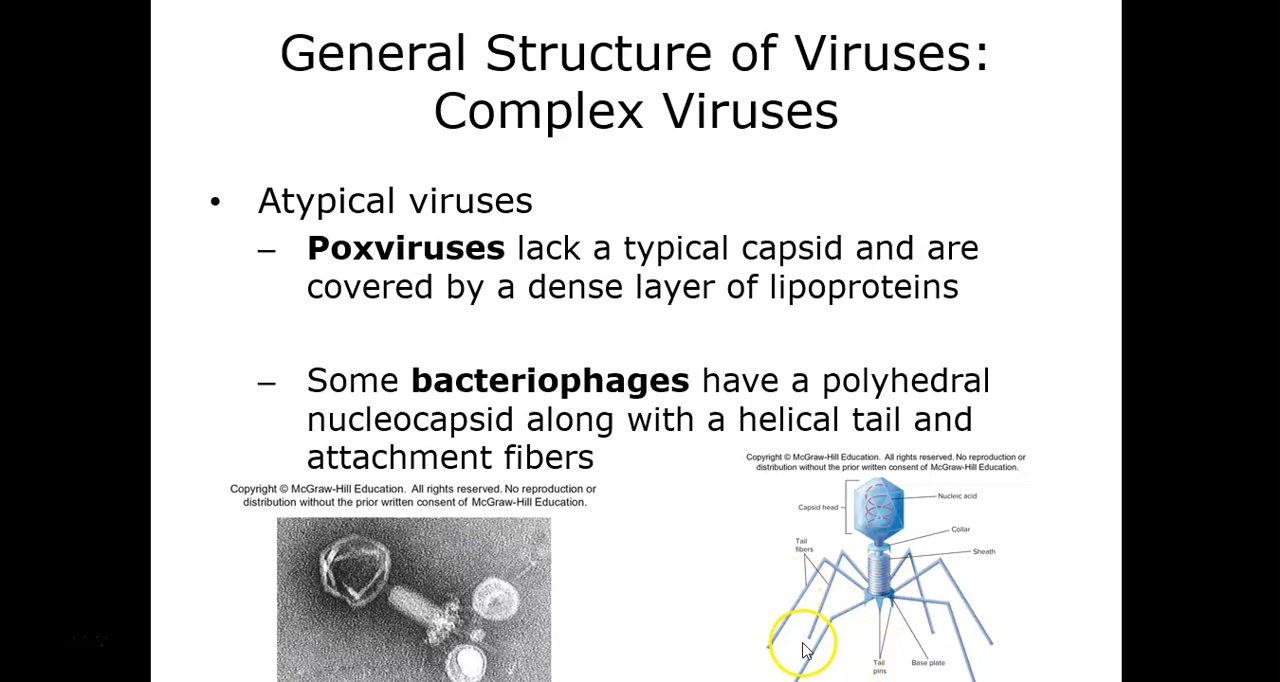 General Structure of Viruses:
Complex Viruses
• Atypical viruses
– Poxviruses lack a typical capsid and are
covered by a dense layer of lipoproteins
– Some bacteriophages have a polyhedral
nucleocapsid along with a helical tail and
attachment fibers
Copyright © McGraw-Hill Education. All rights reserved. No reproduction or
distribution without the prior written consent of McGraw-Hill Education.
Copyright © McGraw-Hill Education. All rights reserved. No reproduction or
distribution without the prior written consent of McGraw-Hill Education.
Nucleic acid
Capsid head
Collar
Tail
fibers
Sheath
Tail
pins
Base plate